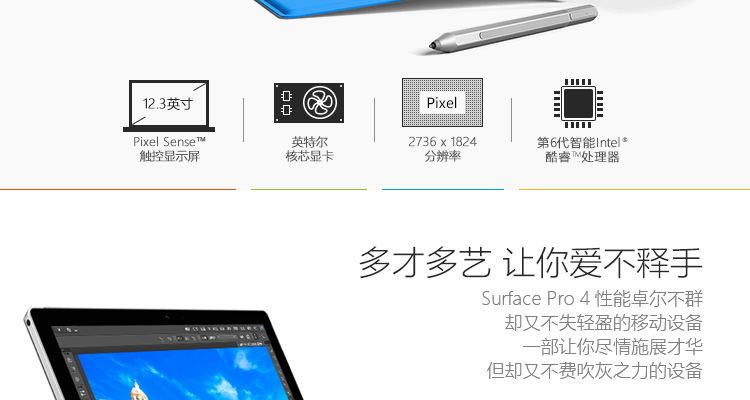 12.3英寸
Pixel Sense™
触控显示屏
英特尔
核芯显卡
Pixel
2736 x 1824
分辨率
第6代智能Intel®
酷睿™处理器
多才多艺 让你爱不释手
Surface Pro 4 性能卓尔不群
却又不失轻盈的移动设备
一部让你尽情施展才华
但却又不费吹灰之力的设备